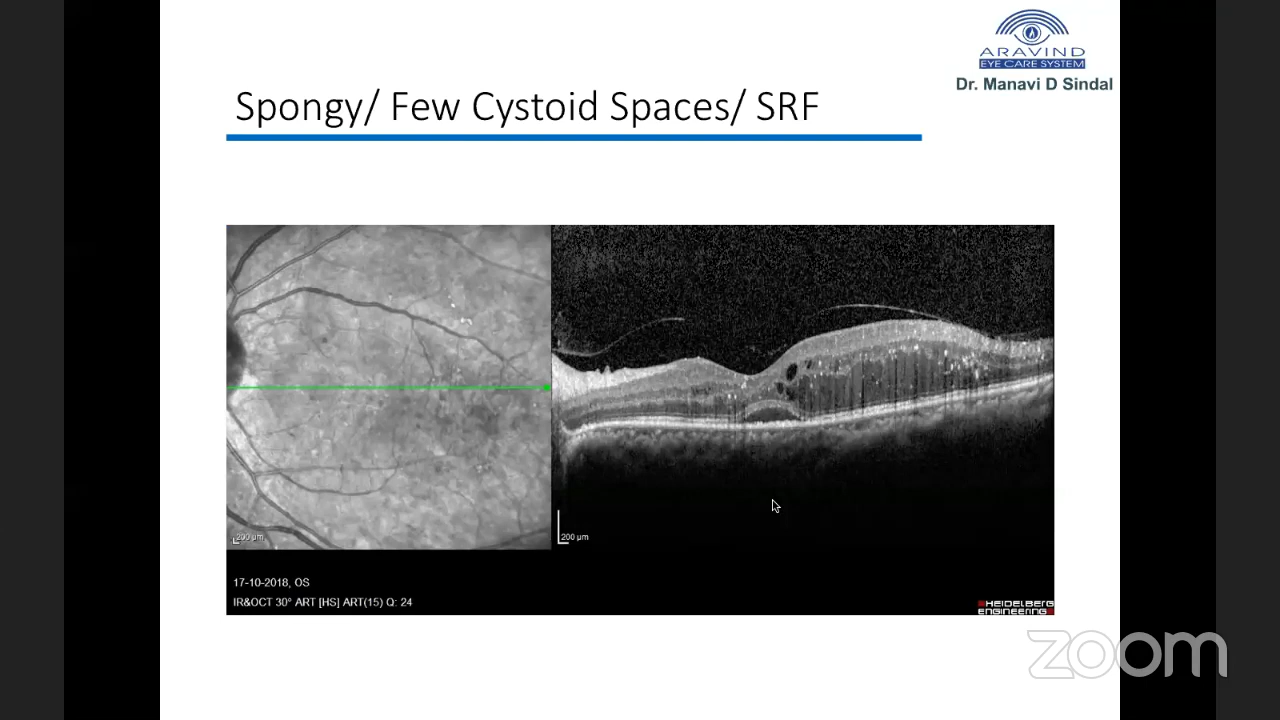 ARAVIND
EYE CARE SYSTEM
Dr. Manavi D Sindal
Spongy/ Few Cystoid Spaces/ SRF
200 µm
200 µm
17-10-2018, OS
IR&OCT 30° ART [HS] ART(15) Q: 24
HEIDELBERG
ENGINEERING
zoom